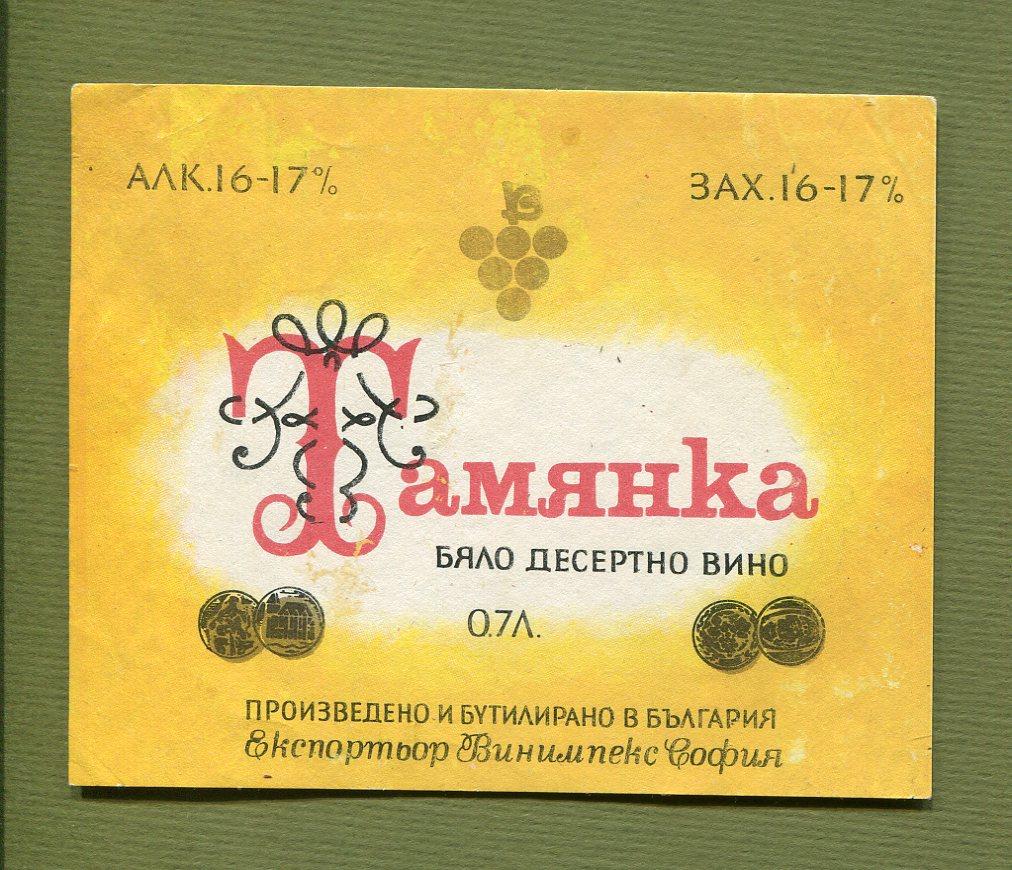 АЛК.16-17%
ЗАХ.16-17%
Тамянка
БЯЛО ДЕСЕРТНО ВИНО
0.7Л.
ПРОИЗВЕДЕНО И БУТИЛИРАНО В БЪЛГАРИЯ
Експортьор Винимпекс София